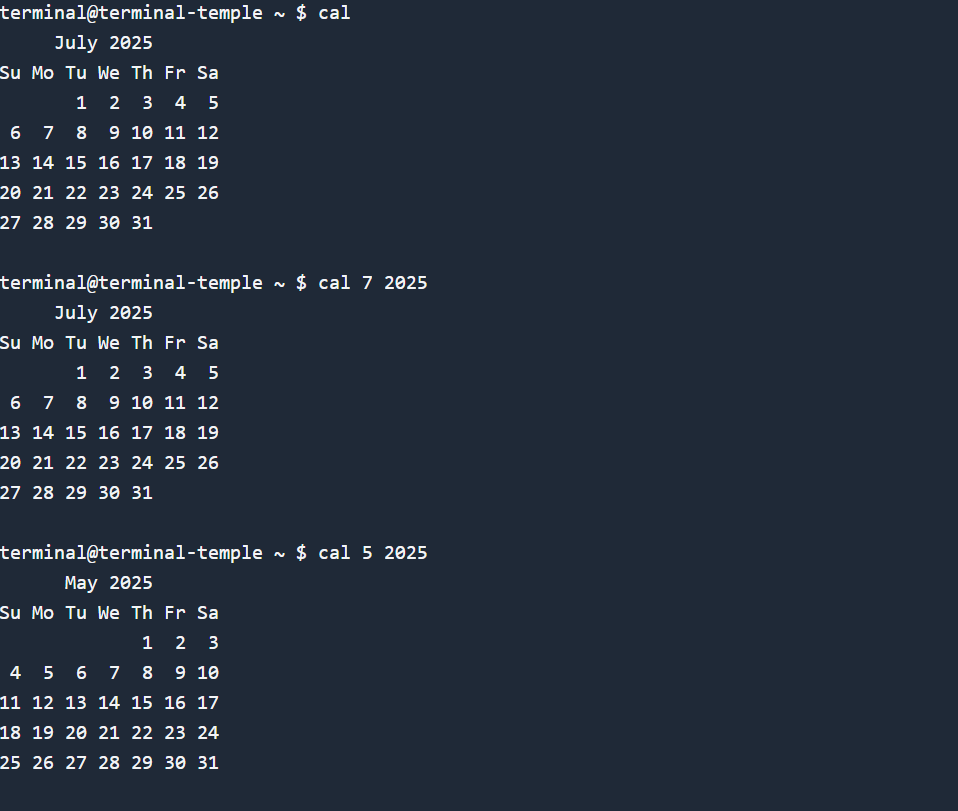 terminal@terminal-temple ~ $ cal
     July 2025
Su Mo Tu We Th Fr Sa
       1  2  3  4  5
 6  7  8  9 10 11 12
13 14 15 16 17 18 19
20 21 22 23 24 25 26
27 28 29 30 31

terminal@terminal-temple ~ $ cal 7 2025
     July 2025
Su Mo Tu We Th Fr Sa
       1  2  3  4  5
 6  7  8  9 10 11 12
13 14 15 16 17 18 19
20 21 22 23 24 25 26
27 28 29 30 31

terminal@terminal-temple ~ $ cal 5 2025
      May 2025
Su Mo Tu We Th Fr Sa
             1  2  3
 4  5  6  7  8  9 10
11 12 13 14 15 16 17
18 19 20 21 22 23 24
25 26 27 28 29 30 31